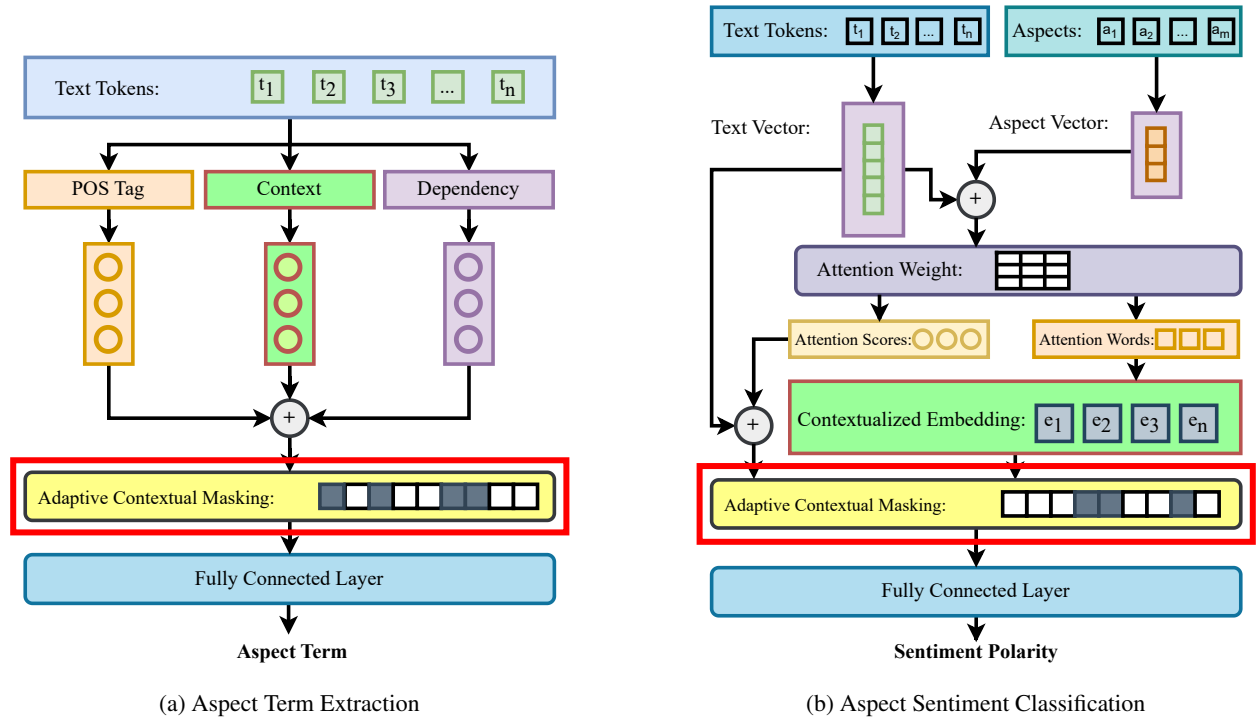 Text Tokens: t1 t2 t3 ... tn
POS Tag Context Dependency
+
Adaptive Contextual Masking:
Fully Connected Layer
Aspect Term
(a) Aspect Term Extraction
Text Tokens: t1 t2 ... tn
Aspects: a1 a2 ... am
Text Vector:
Aspect Vector:
+
Attention Weight:
Attention Scores:
Attention Words:
+
Contextualized Embedding: e1 e2 e3 en
Adaptive Contextual Masking:
Fully Connected Layer
Sentiment Polarity
(b) Aspect Sentiment Classification